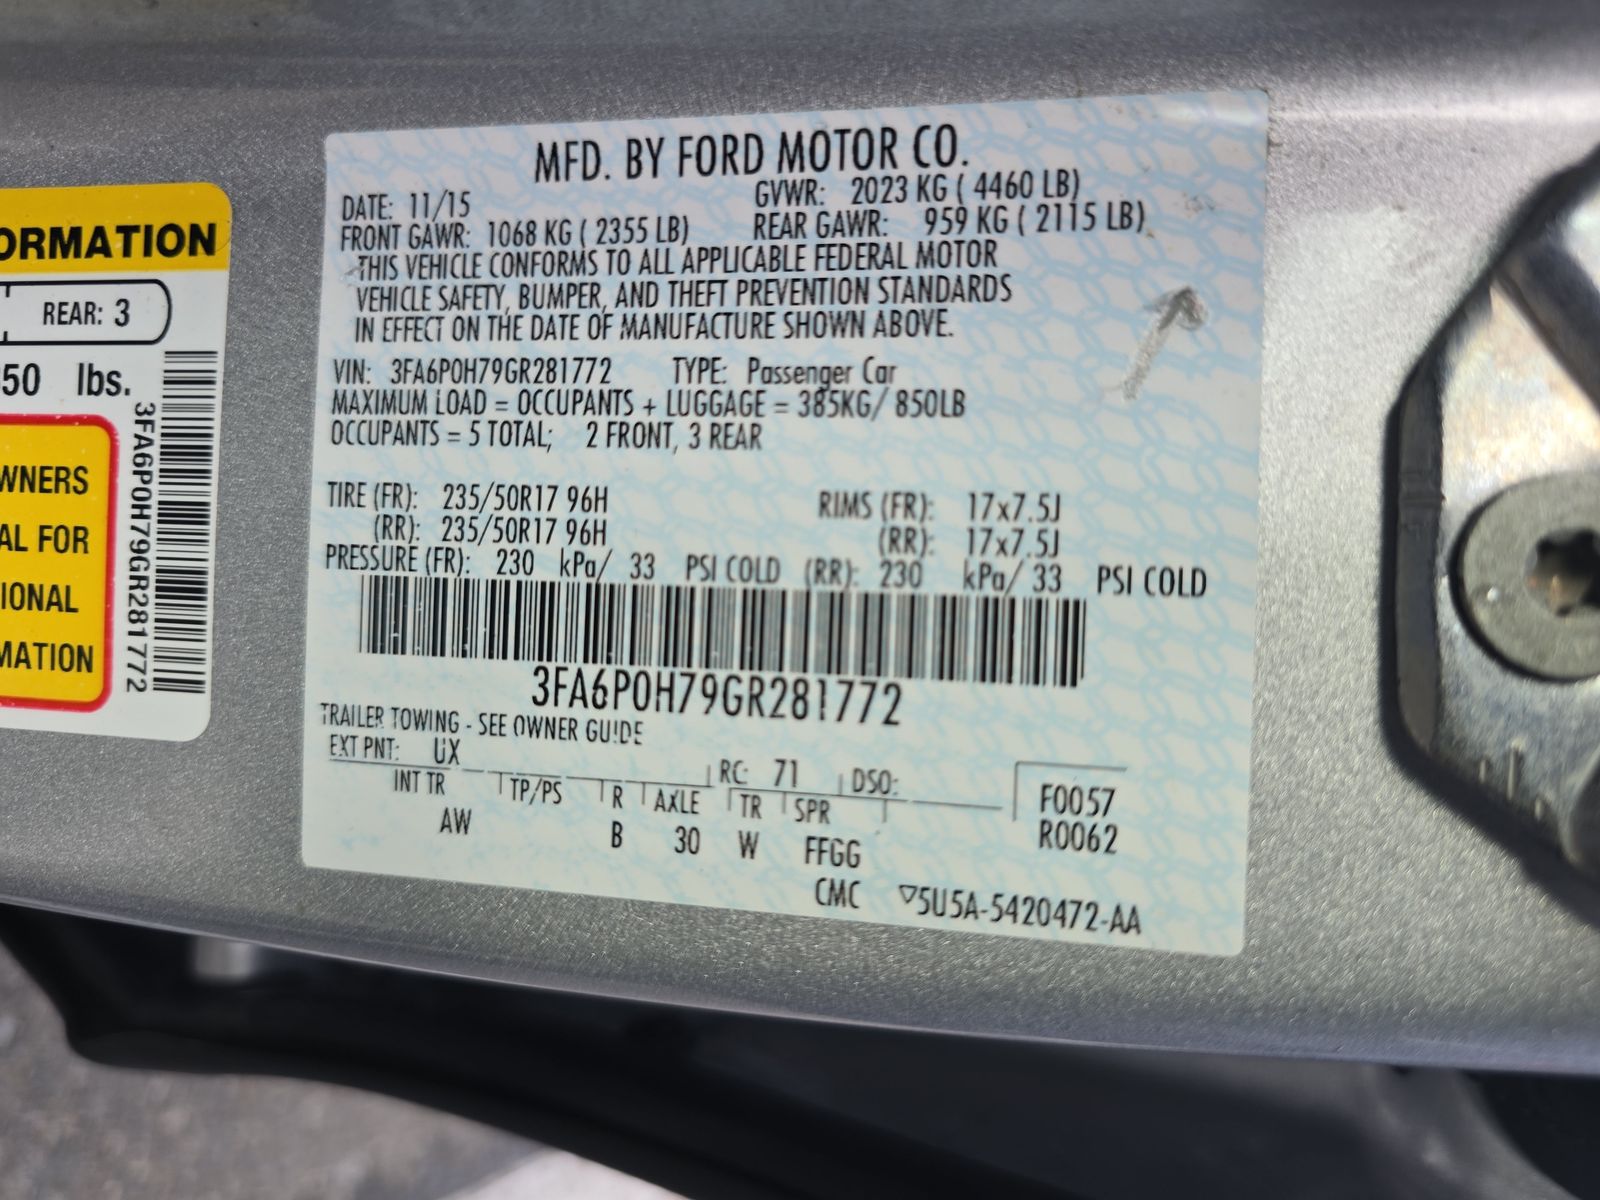 ORMATION
REAR: 3
50 lbs.
WNERS
AL FOR
IONAL
MATION
3FA6P0H79GR281772
MFD. BY FORD MOTOR CO.
DATE: 11/15 GVWR: 2023 KG ( 4460 LB)
FRONT GAWR: 1068 KG ( 2355 LB) REAR GAWR: 959 KG ( 2115 LB)
THIS VEHICLE CONFORMS TO ALL APPLICABLE FEDERAL MOTOR
VEHICLE SAFETY, BUMPER, AND THEFT PREVENTION STANDARDS
IN EFFECT ON THE DATE OF MANUFACTURE SHOWN ABOVE.
VIN: 3FA6P0H79GR281772 TYPE: Passenger Car
MAXIMUM LOAD = OCCUPANTS + LUGGAGE = 385KG/ 850LB
OCCUPANTS = 5 TOTAL; 2 FRONT, 3 REAR
TIRE (FR): 235/50R17 96H RIMS (FR): 17x7.5J
(RR): 235/50R17 96H (RR): 17x7.5J
PRESSURE (FR): 230 kPa/ 33 PSI COLD (RR): 230 kPa/ 33 PSI COLD
3FA6P0H79GR281772
TRAILER TOWING - SEE OWNER GUIDE
EXT PNT: UX RC: 71 DSO:
INT TR TP/PS R AXLE TR SPR F0057
AW B 30 W FFGG R0062
CMC 5U5A-5420472-AA